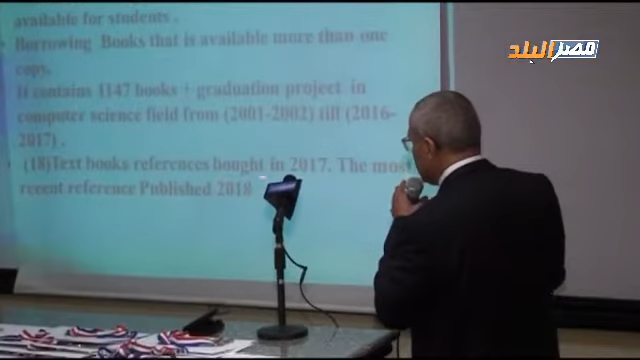 available for students .
Borrowing Books that is available more than one
copy.
It contains 1147 books + graduation project in
computer science field from (2001-2002) till (2016-
2017) .
(18)Text books references bought in 2017. The most
recent reference Published 2018
مصر البلد